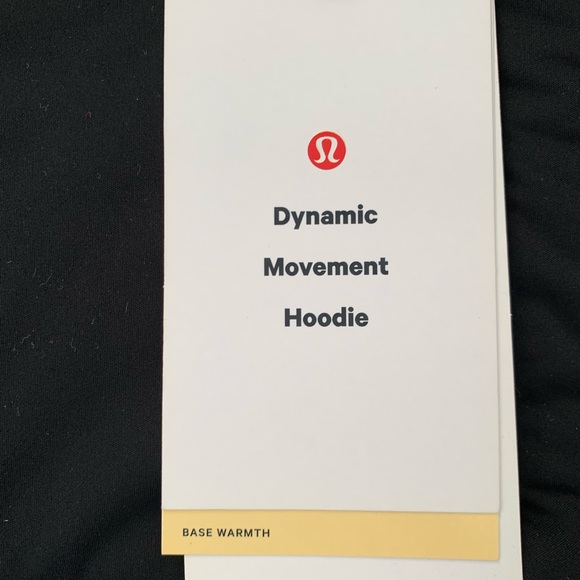 Dynamic
Movement
Hoodie
BASE WARMTH